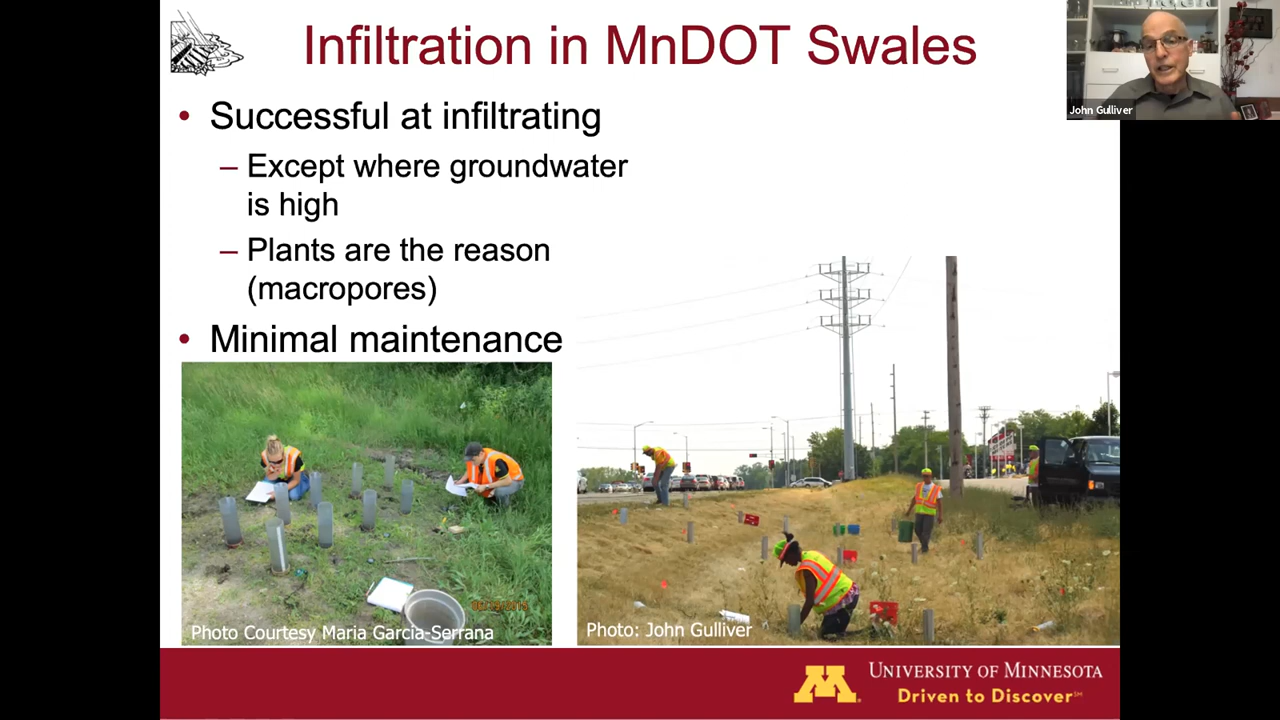 Infiltration in MnDOT Swales
John Gulliver
• Successful at infiltrating
– Except where groundwater
is high
– Plants are the reason
(macropores)
• Minimal maintenance
Photo Courtesy Maria Garcia-Serrana
Photo: John Gulliver
M
UNIVERSITY OF MINNESOTA
Driven to Discover℠